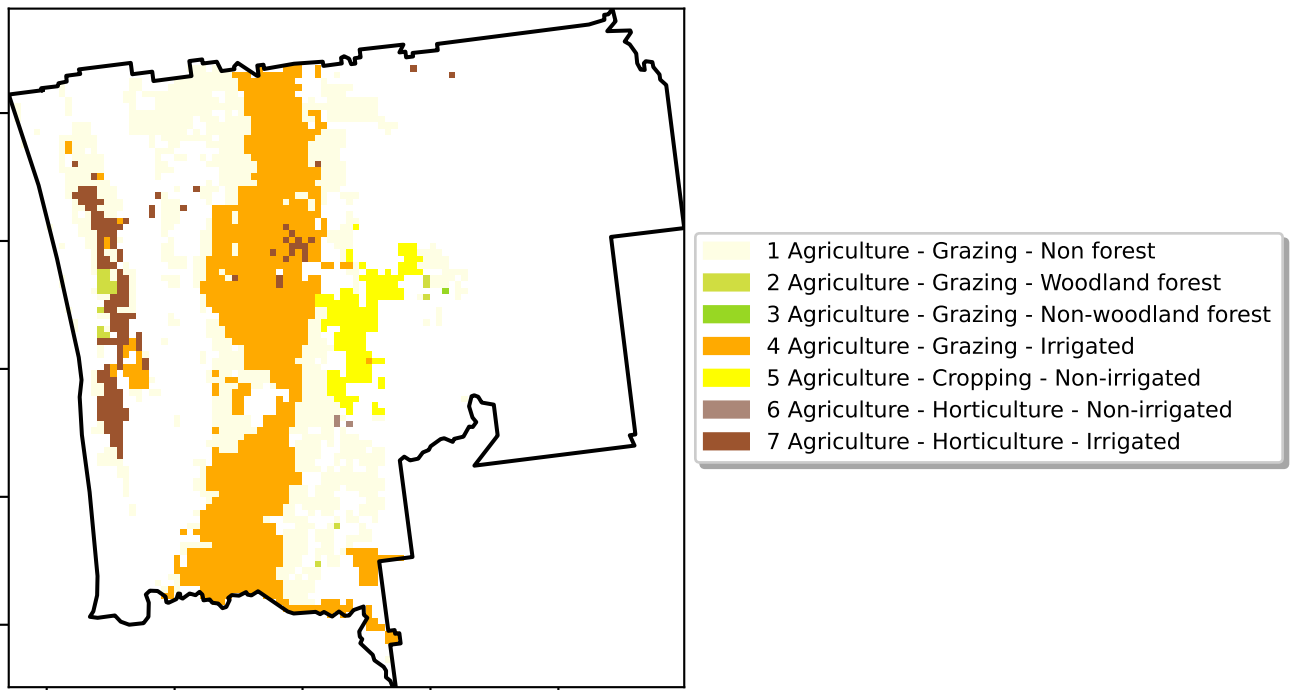 1 Agriculture - Grazing - Non forest
2 Agriculture - Grazing - Woodland forest
3 Agriculture - Grazing - Non-woodland forest
4 Agriculture - Grazing - Irrigated
5 Agriculture - Cropping - Non-irrigated
6 Agriculture - Horticulture - Non-irrigated
7 Agriculture - Horticulture - Irrigated